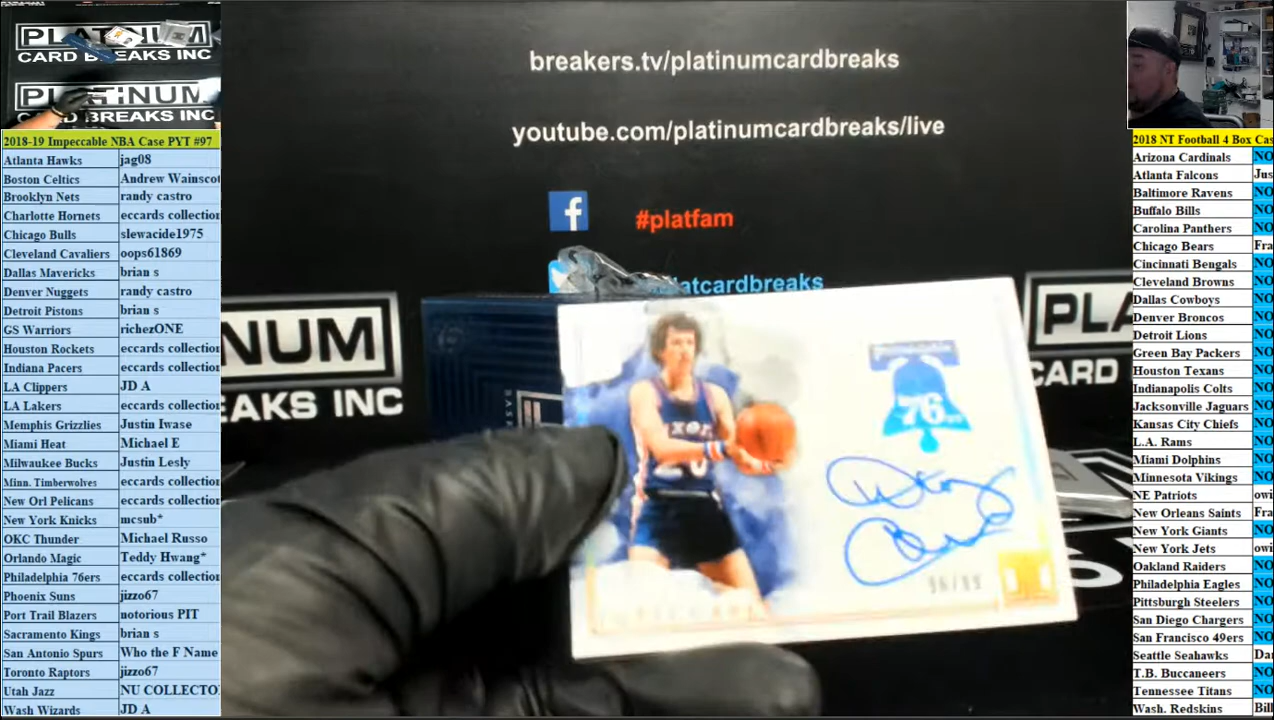 PLATINUM
CARD BREAKS INC
PLATINUM
CARD BREAKS INC
2018-19 Impeccable NBA Case PYT #97
Atlanta Hawks jag08
Boston Celtics Andrew Wainscot
Brooklyn Nets randy castro
Charlotte Hornets eccards collection
Chicago Bulls slewacide1975
Cleveland Cavaliers oops61869
Dallas Mavericks brian s
Denver Nuggets randy castro
Detroit Pistons brian s
GS Warriors richezONE
Houston Rockets eccards collection
Indiana Pacers eccards collection
LA Clippers JD A
LA Lakers eccards collection
Memphis Grizzlies Justin Iwase
Miami Heat Michael E
Milwaukee Bucks Justin Lesly
Minn. Timberwolves eccards collection
New Orl Pelicans eccards collection
New York Knicks mcsub*
OKC Thunder Michael Russo
Orlando Magic Teddy Hwang*
Philadelphia 76ers eccards collection
Phoenix Suns jizzo67
Port Trail Blazers notorious PIT
Sacramento Kings brian s
San Antonio Spurs Who the F Name
Toronto Raptors jizzo67
Utah Jazz NU COLLECTO
Wash Wizards JD A
breakers.tv/platinumcardbreaks
youtube.com/platinumcardbreaks/live
f #platfam
latcardbreaks
NUM
EAKS INC
PLA
CARD
76
96/99
2018 NT Football 4 Box Cas
Arizona Cardinals NO
Atlanta Falcons Jus
Baltimore Ravens NO
Buffalo Bills NO
Carolina Panthers NO
Chicago Bears Fra
Cincinnati Bengals NO
Cleveland Browns NO
Dallas Cowboys NO
Denver Broncos NO
Detroit Lions NO
Green Bay Packers NO
Houston Texans NO
Indianapolis Colts NO
Jacksonville Jaguars NO
Kansas City Chiefs NO
L.A. Rams NO
Miami Dolphins NO
Minnesota Vikings NO
NE Patriots owi
New Orleans Saints Fra
New York Giants NO
New York Jets owi
Oakland Raiders NO
Philadelphia Eagles NO
Pittsburgh Steelers NO
San Diego Chargers NO
San Francisco 49ers NO
Seattle Seahawks Dar
T.B. Buccaneers NO
Tennessee Titans NO
Wash. Redskins Bill